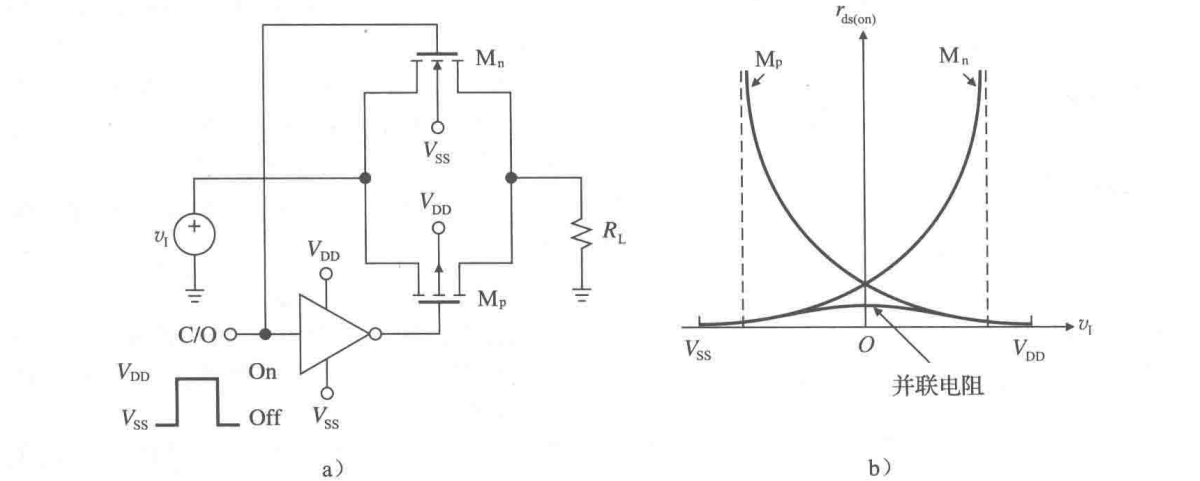 Mn
VSS
VDD
vI
RL
VDD
Mp
C/O
VDD
On
VSS
Off
VSS
a)
rds(on)
Mp
Mn
VSS
O
VDD
vI
并联电阻
b)